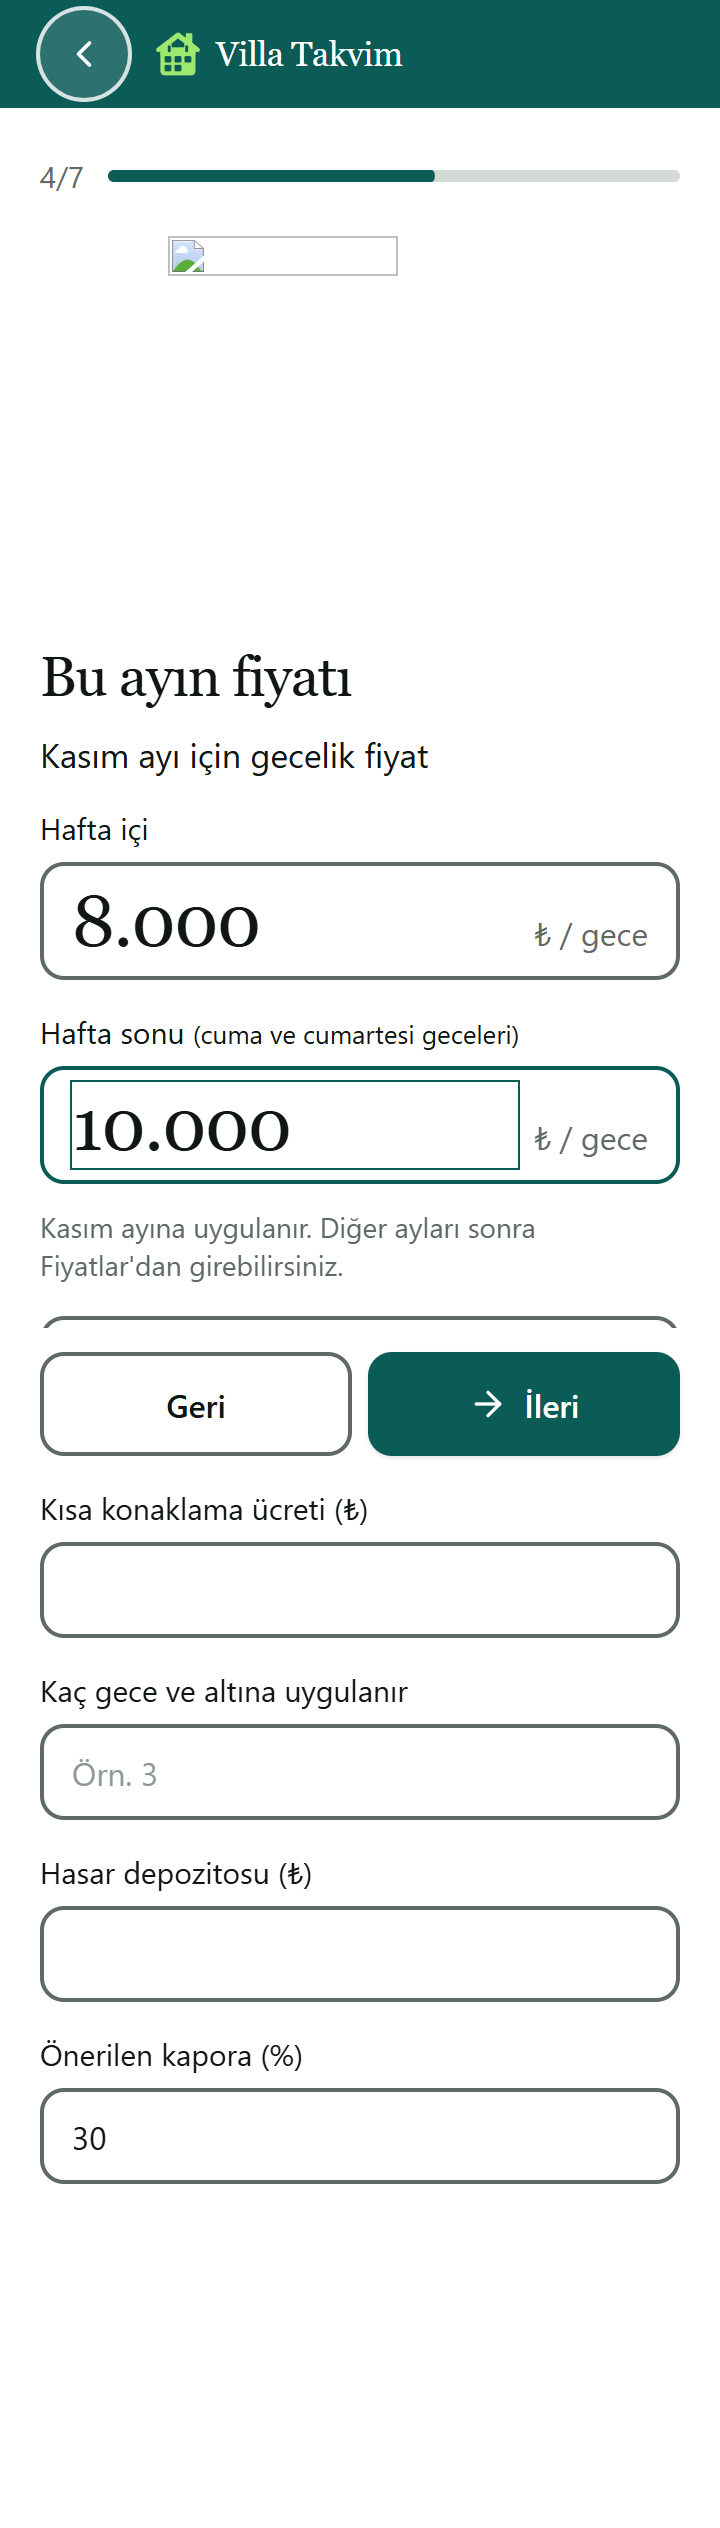 Villa Takvim
4/7
Bu ayın fiyatı
Kasım ayı için gecelik fiyat
Hafta içi
8.000 ₺ / gece
Hafta sonu (cuma ve cumartesi geceleri)
10.000 ₺ / gece
Kasım ayına uygulanır. Diğer ayları sonra
Fiyatlar'dan girebilirsiniz.
Geri
İleri
Kısa konaklama ücreti (₺)
Kaç gece ve altına uygulanır
Örn. 3
Hasar depozitosu (₺)
Önerilen kapora (%)
30